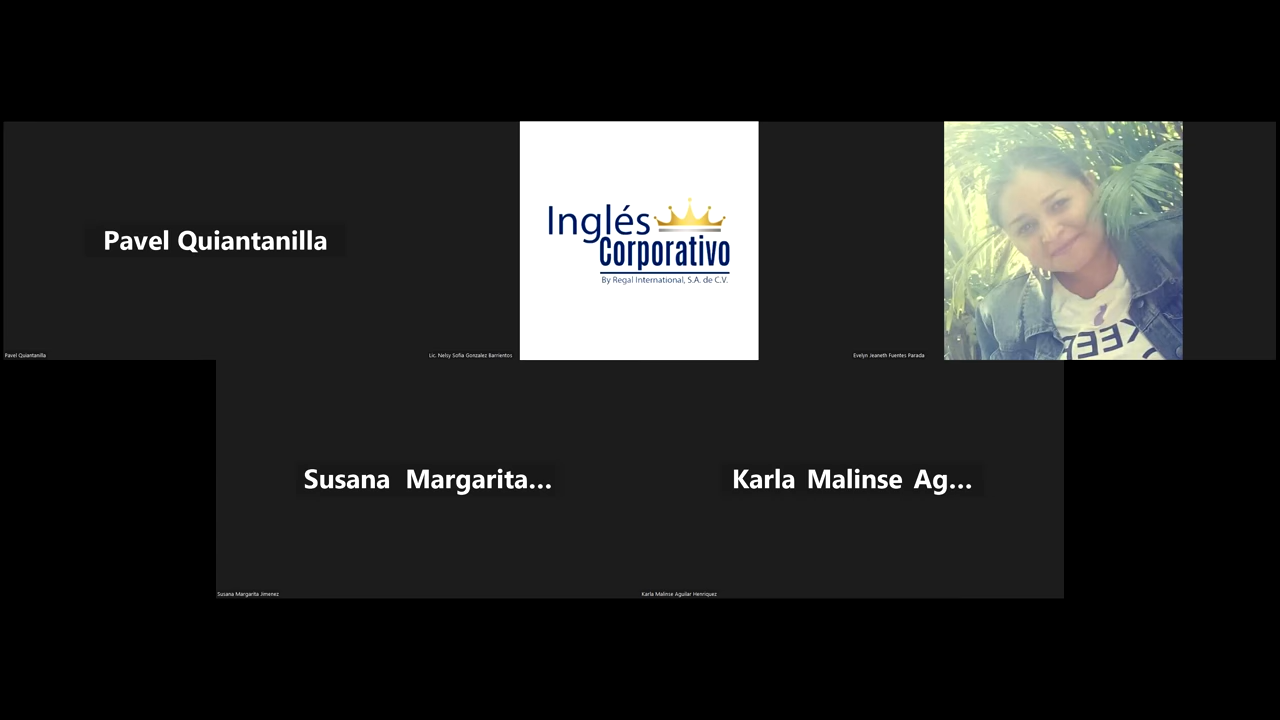 Pavel Quiantanilla
Pavel Quiantanilla
Inglés
Corporativo
By Regal International, S.A. de C.V.
Lic. Nelsy Sofia Gonzalez Barrientos
Evelyn Jeaneth Fuentes Parada
Susana Margarita...
Susana Margarita Jimenez
Karla Malinse Ag...
Karla Malinse Aguilar Henriquez